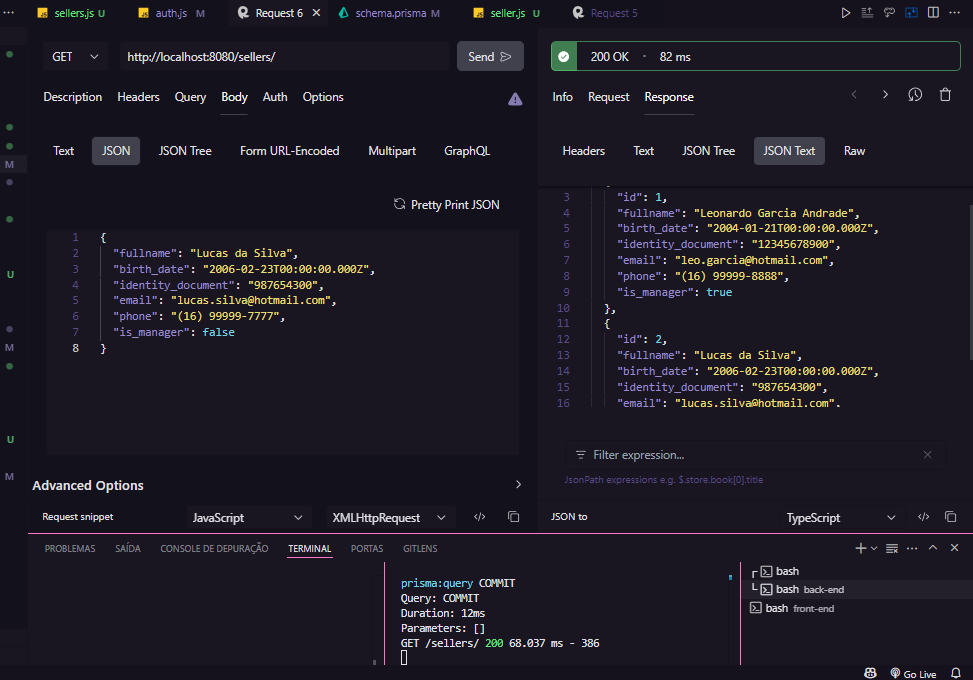 sellers.js U
auth.js M
Request 6
schema.prisma M
seller.js U
Request 5
GET
http://localhost:8080/sellers/
Send
200 OK · 82 ms
Description Headers Query Body Auth Options
Info Request Response
Text JSON JSON Tree Form URL-Encoded Multipart GraphQL
Headers Text JSON Tree JSON Text Raw
Pretty Print JSON
1 {
2 "fullname": "Lucas da Silva",
3 "birth_date": "2006-02-23T00:00:00.000Z",
4 "identity_document": "987654300",
5 "email": "lucas.silva@hotmail.com",
6 "phone": "(16) 99999-7777",
7 "is_manager": false
8 }
3 "id": 1,
4 "fullname": "Leonardo Garcia Andrade",
5 "birth_date": "2004-01-21T00:00:00.000Z",
6 "identity_document": "12345678900",
7 "email": "leo.garcia@hotmail.com",
8 "phone": "(16) 99999-8888",
9 "is_manager": true
10 },
11 {
12 "id": 2,
13 "fullname": "Lucas da Silva",
14 "birth_date": "2006-02-23T00:00:00.000Z",
15 "identity_document": "987654300",
16 "email": "lucas.silva@hotmail.com",
Filter expression...
JsonPath expressions e.g. $.store.book[0].title
Advanced Options
Request snippet JavaScript XMLHttpRequest
JSON to TypeScript
M
U
M
U
M
PROBLEMAS SAÍDA CONSOLE DE DEPURAÇÃO TERMINAL PORTAS GITLENS
prisma:query COMMIT
Query: COMMIT
Duration: 12ms
Parameters: []
GET /sellers/ 200 68.037 ms - 386
bash
bash back-end
bash front-end
Go Live